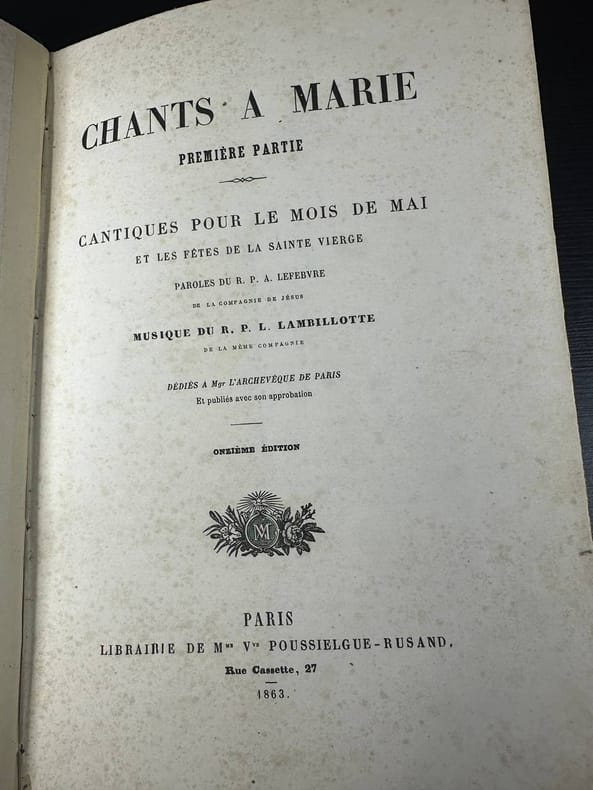 CHANTS A MARIE
PREMIÈRE PARTIE
CANTIQUES POUR LE MOIS DE MAI
ET LES FÊTES DE LA SAINTE VIERGE
PAROLES DU R. P. A. LEFEBVRE
DE LA COMPAGNIE DE JÉSUS
MUSIQUE DU R. P. L. LAMBILLOTTE
DE LA MÊME COMPAGNIE
DÉDIÉS A Mgr L'ARCHEVÊQUE DE PARIS
Et publiés avec son approbation
ONZIÈME ÉDITION
M
PARIS
LIBRAIRIE DE Mme Vve POUSSIELGUE-RUSAND,
Rue Cassette, 27
1863.